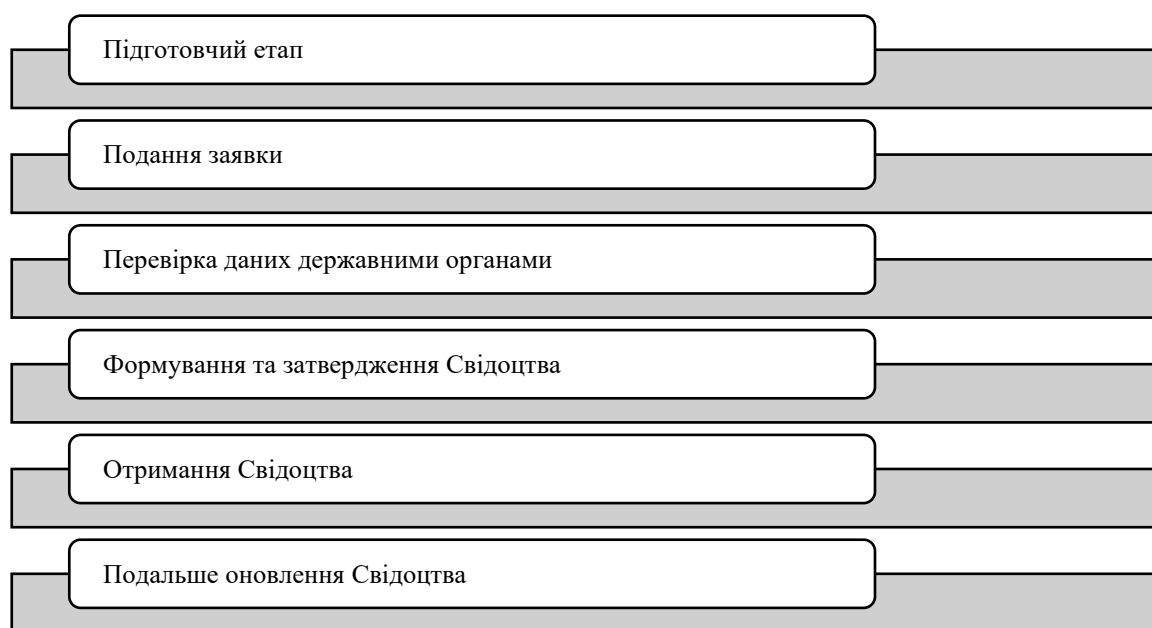 Підготовчий етап
Подання заявки
Перевірка даних державними органами
Формування та затвердження Свідоцтва
Отримання Свідоцтва
Подальше оновлення Свідоцтва